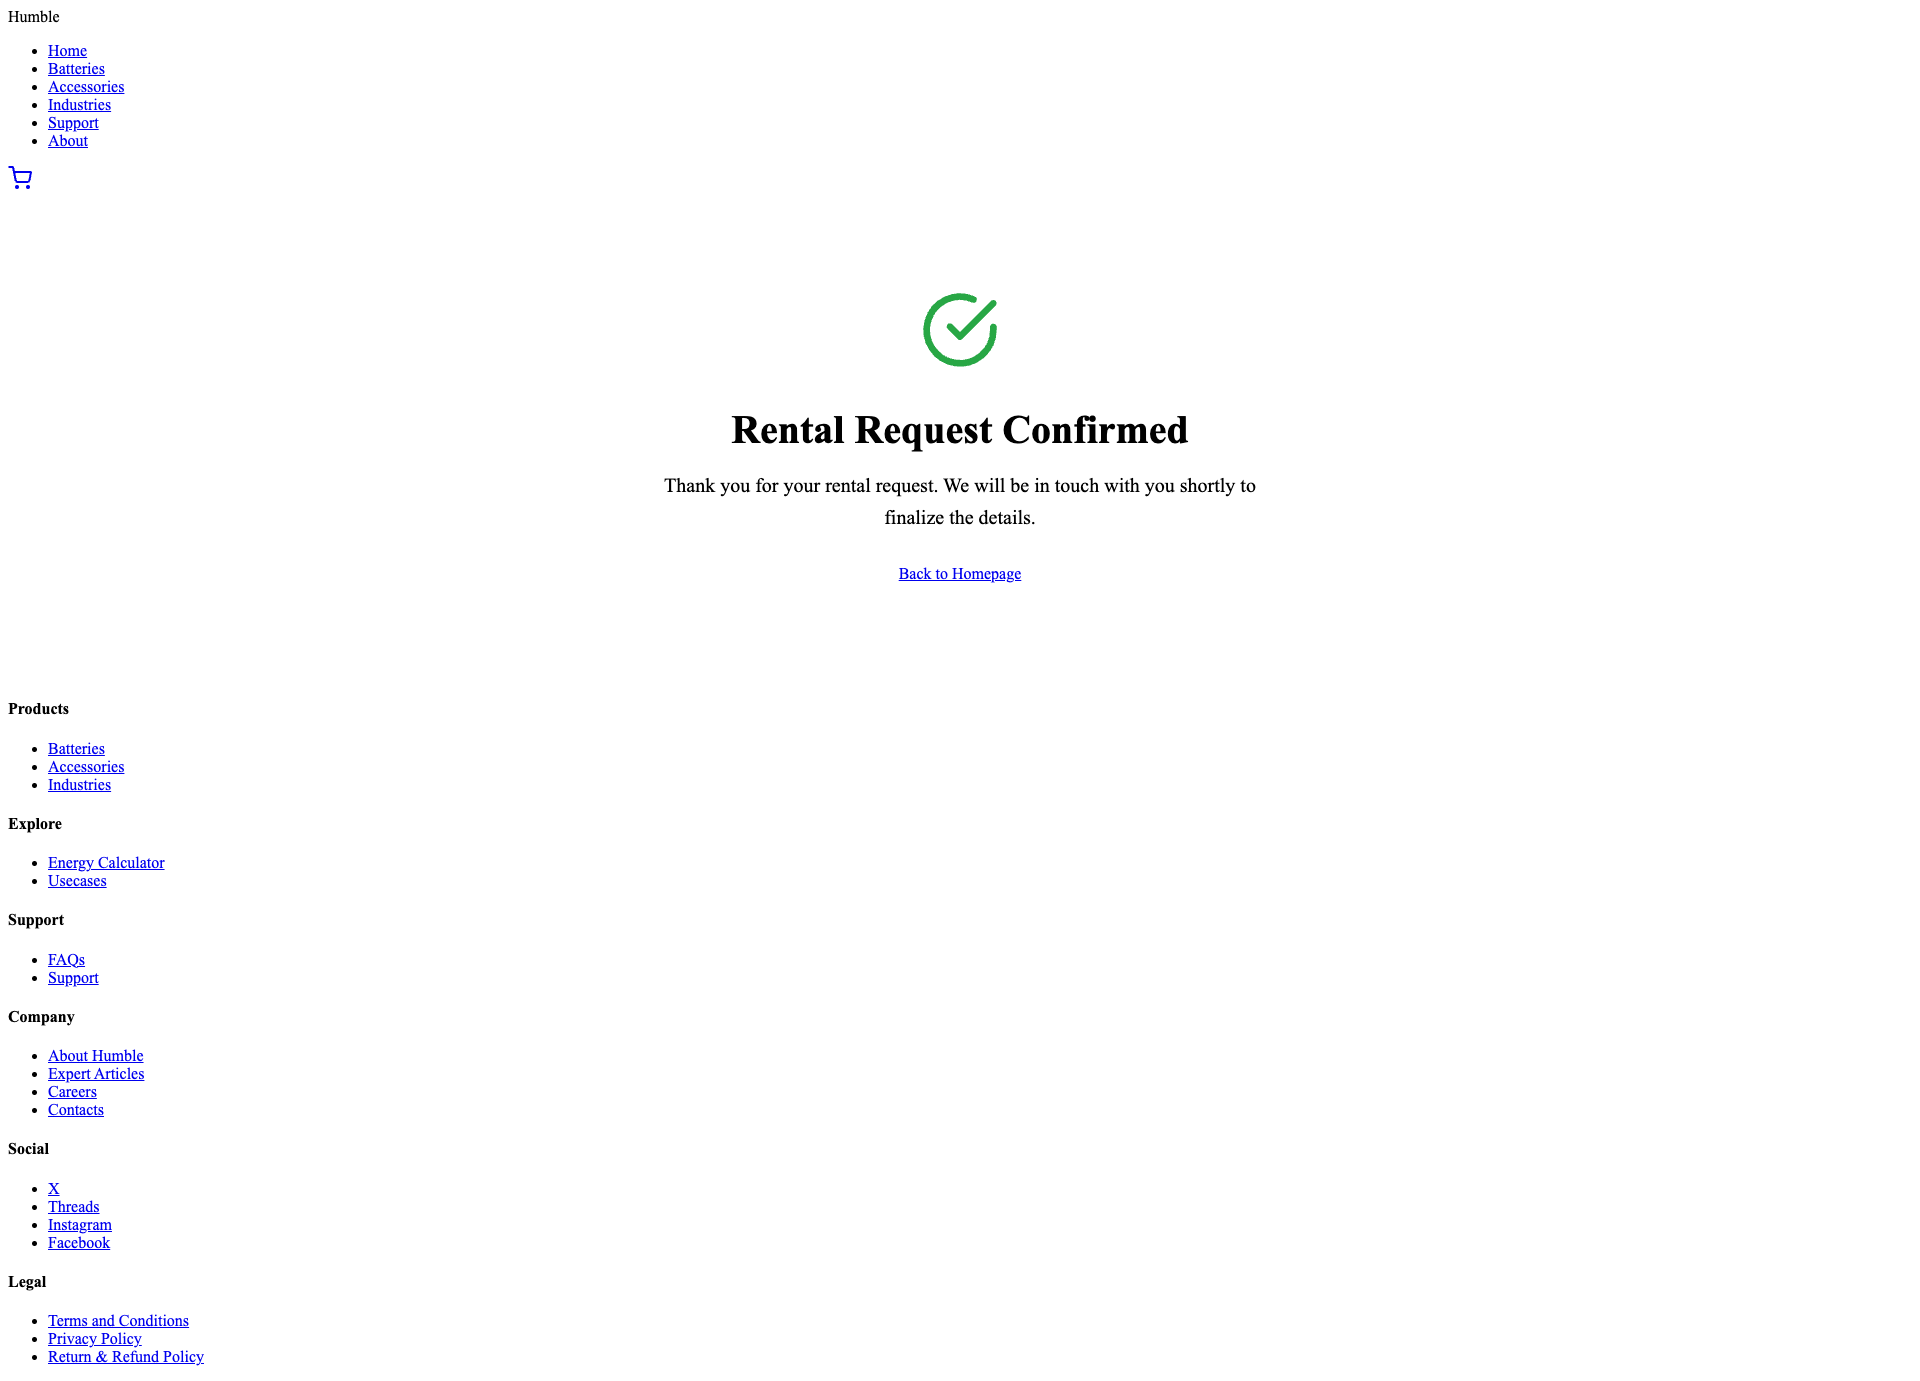 Humble
Home
Batteries
Accessories
Industries
Support
About
Rental Request Confirmed
Thank you for your rental request. We will be in touch with you shortly to
finalize the details.
Back to Homepage
Products
Batteries
Accessories
Industries
Explore
Energy Calculator
Usecases
Support
FAQs
Support
Company
About Humble
Expert Articles
Careers
Contacts
Social
X
Threads
Instagram
Facebook
Legal
Terms and Conditions
Privacy Policy
Return & Refund Policy